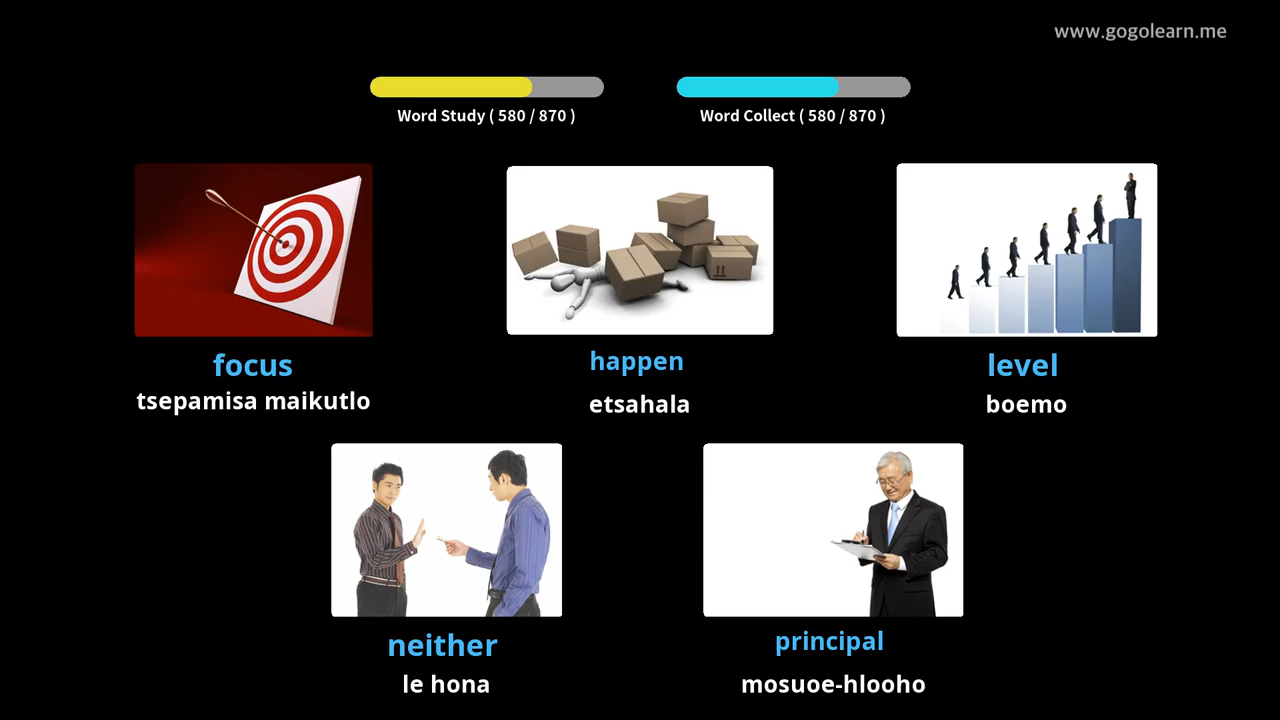 www.gogolearn.me
Word Study ( 580 / 870 )
Word Collect ( 580 / 870 )
focus
tsepamisa maikutlo
happen
etsahala
level
boemo
neither
le hona
principal
mosuoe-hlooho